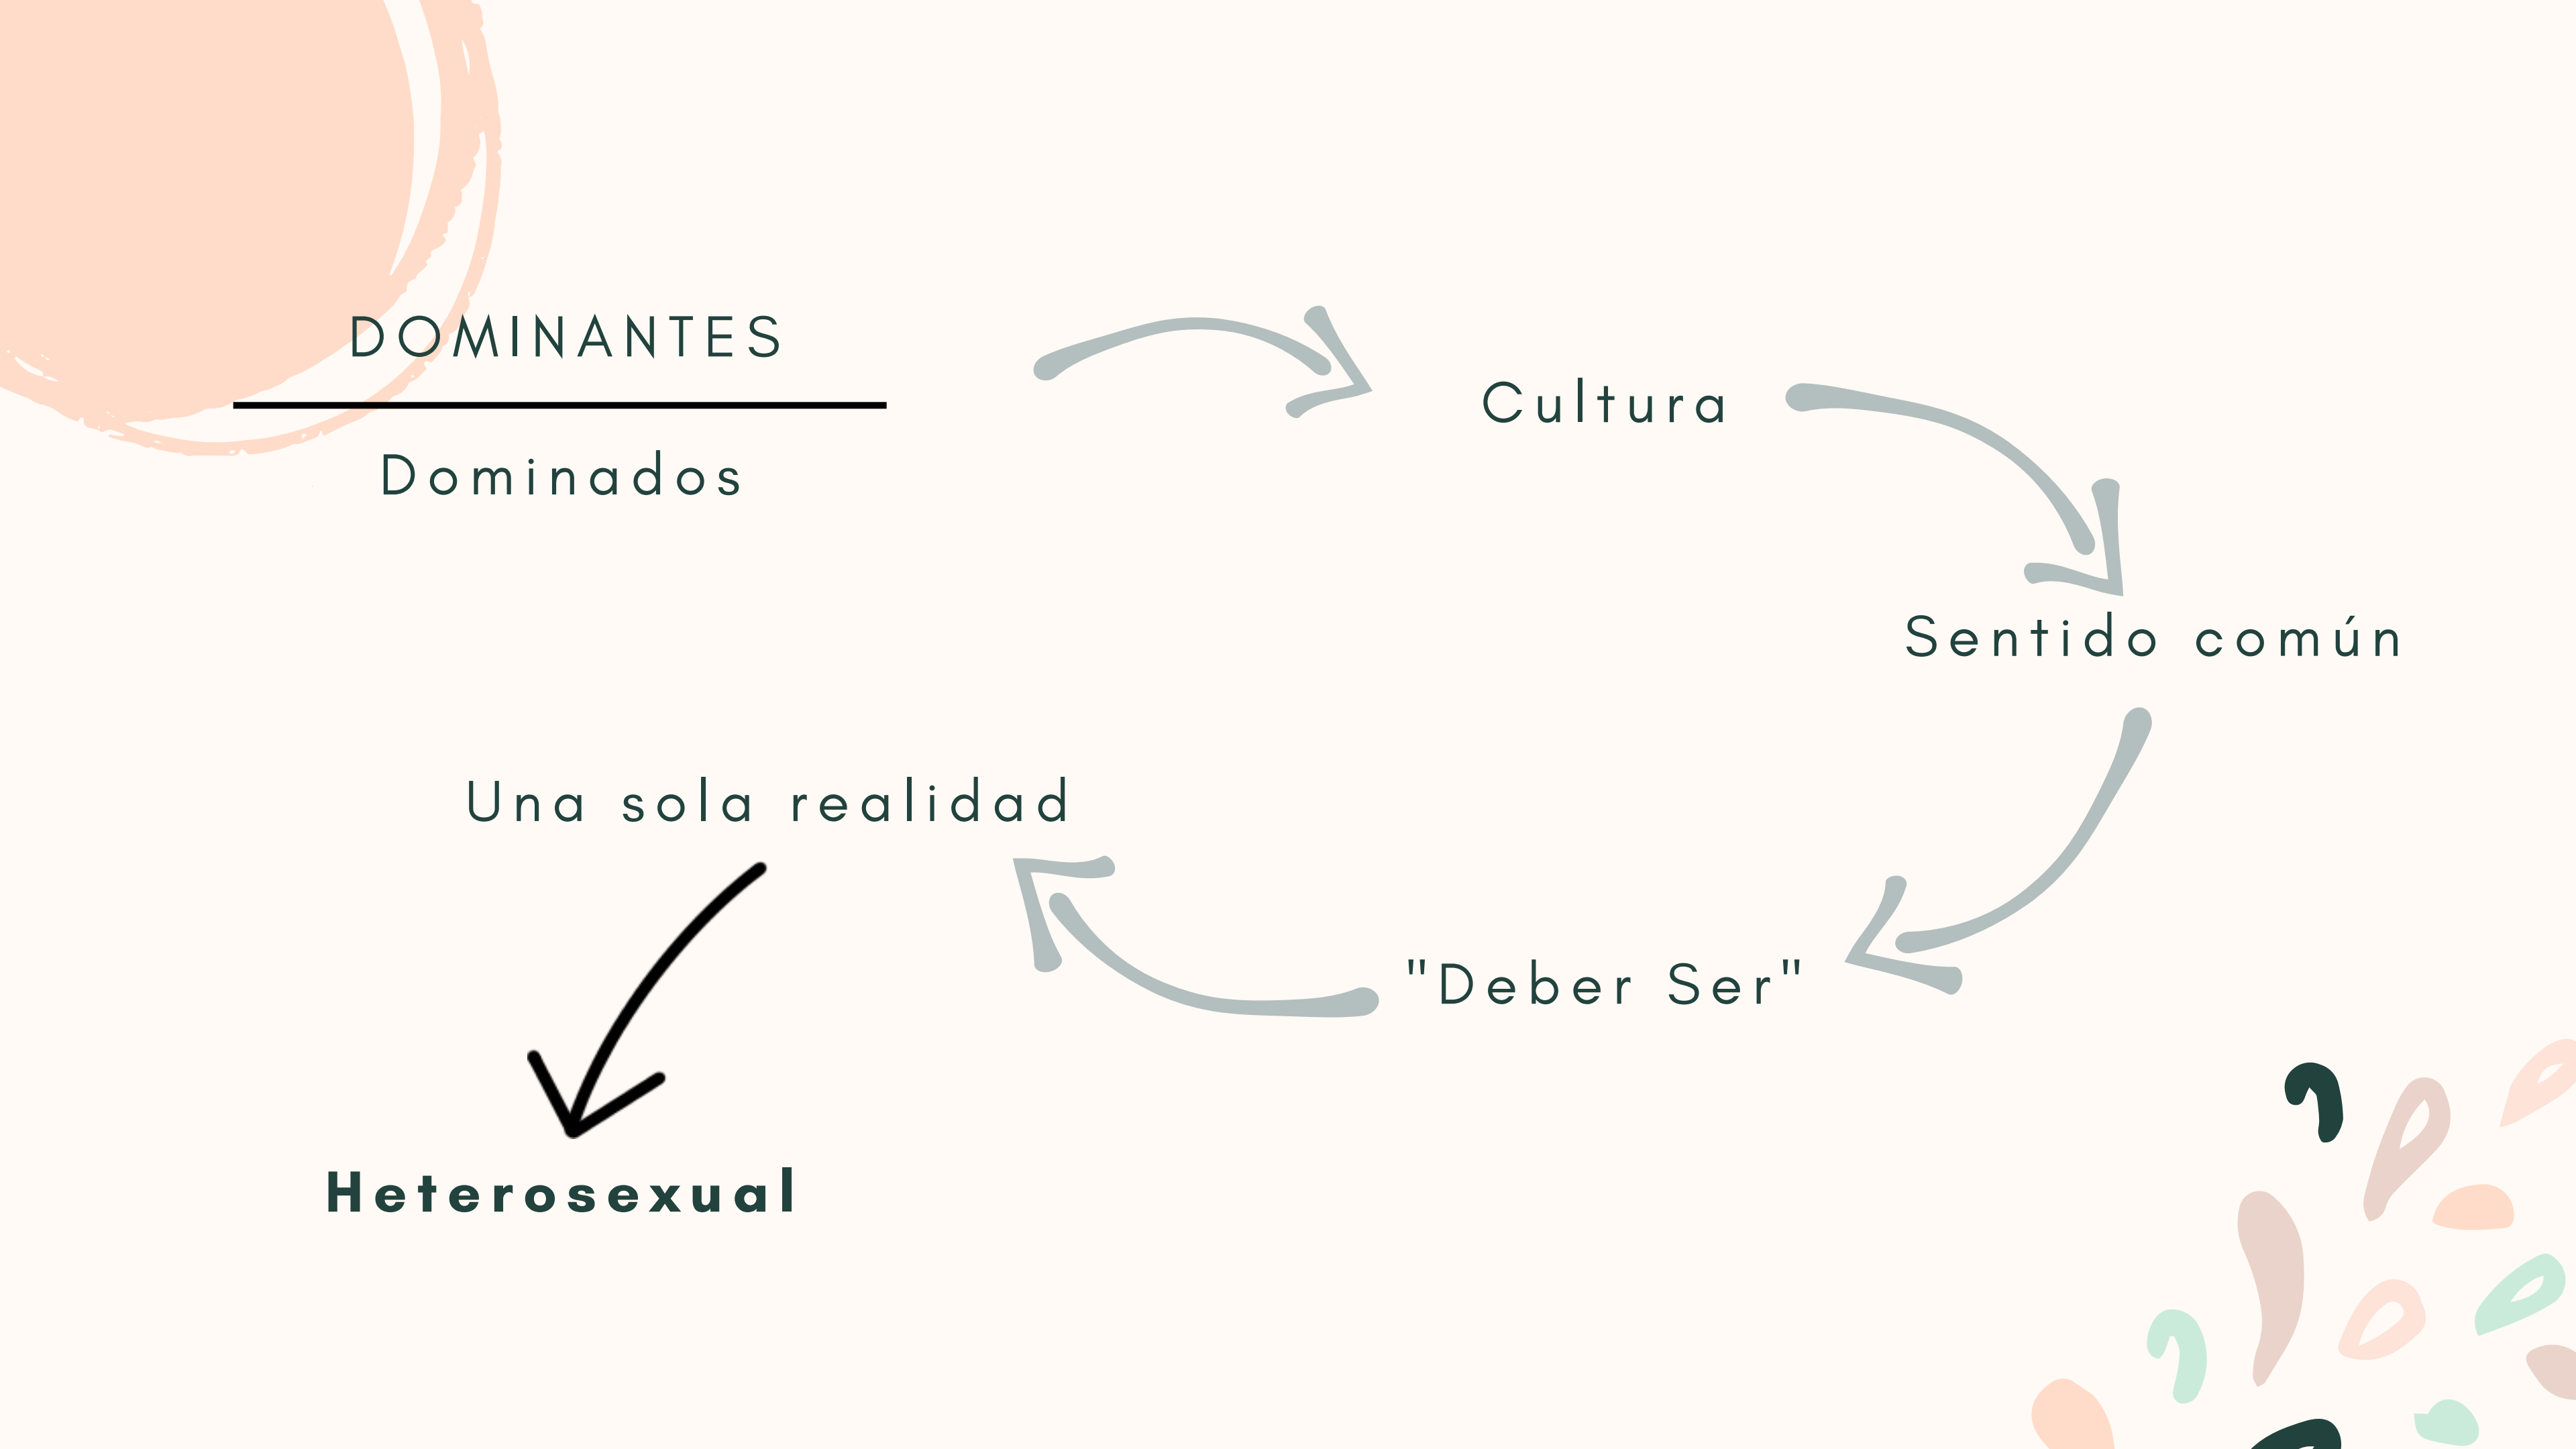 DOMINANTES
Dominados
Cultura
Sentido común
"Deber Ser"
Una sola realidad
Heterosexual